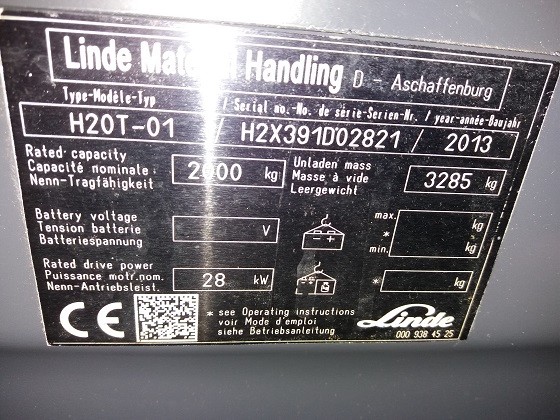 Linde Material Handling D - Aschaffenburg
Type-Modèle-Typ / Serial no.-No. de série-Serien-Nr. / year-année-Baujahr
H20T-01 / H2X391D02821 / 2013
Rated capacity
Capacité nominale
Nenn-Tragfähigkeit
2000 kg
Unladen mass
Masse à vide
Leergewicht
3285 kg
Battery voltage
Tension batterie
Batteriespannung
V
- +
max. kg
*
min. kg
Rated drive power
Puissance motr.nom.
Nenn-Antriebsleist.
28 kW
* kg
CE
* see Operating instructions
voir Mode d'emploi
siehe Betriebsanleitung
Linde
000 938 45 25